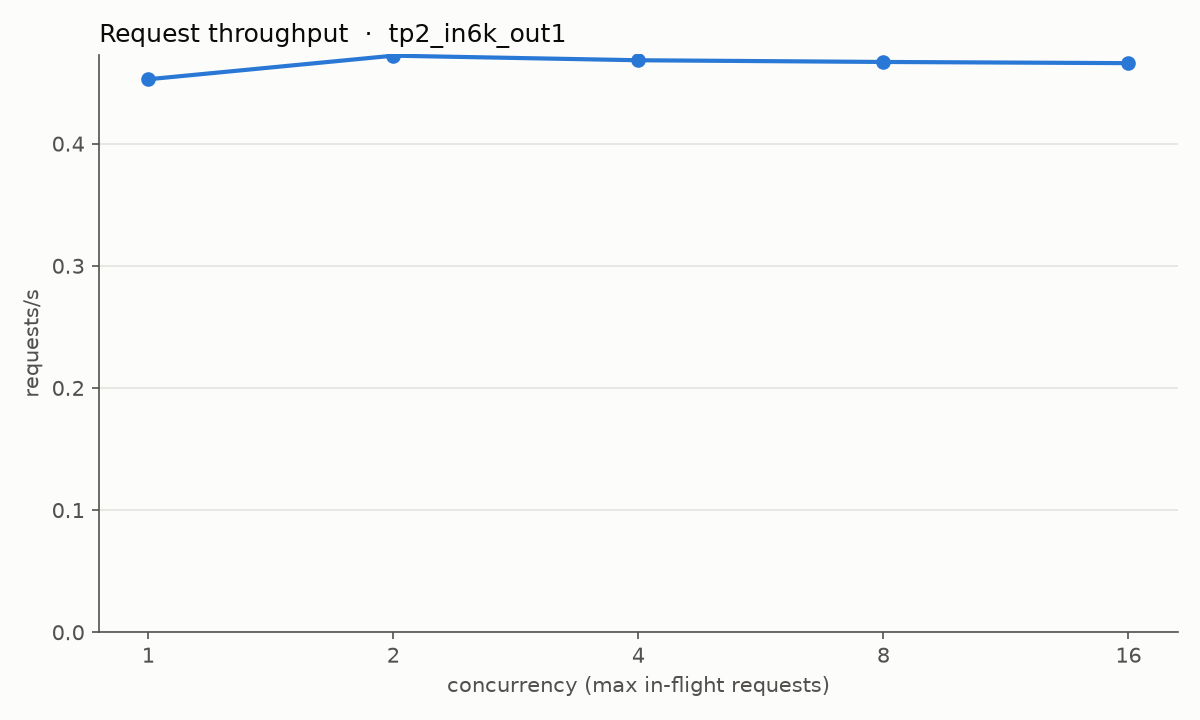 Request throughput · tp2_in6k_out1
requests/s
0.4
0.3
0.2
0.1
0.0
1 2 4 8 16
concurrency (max in-flight requests)